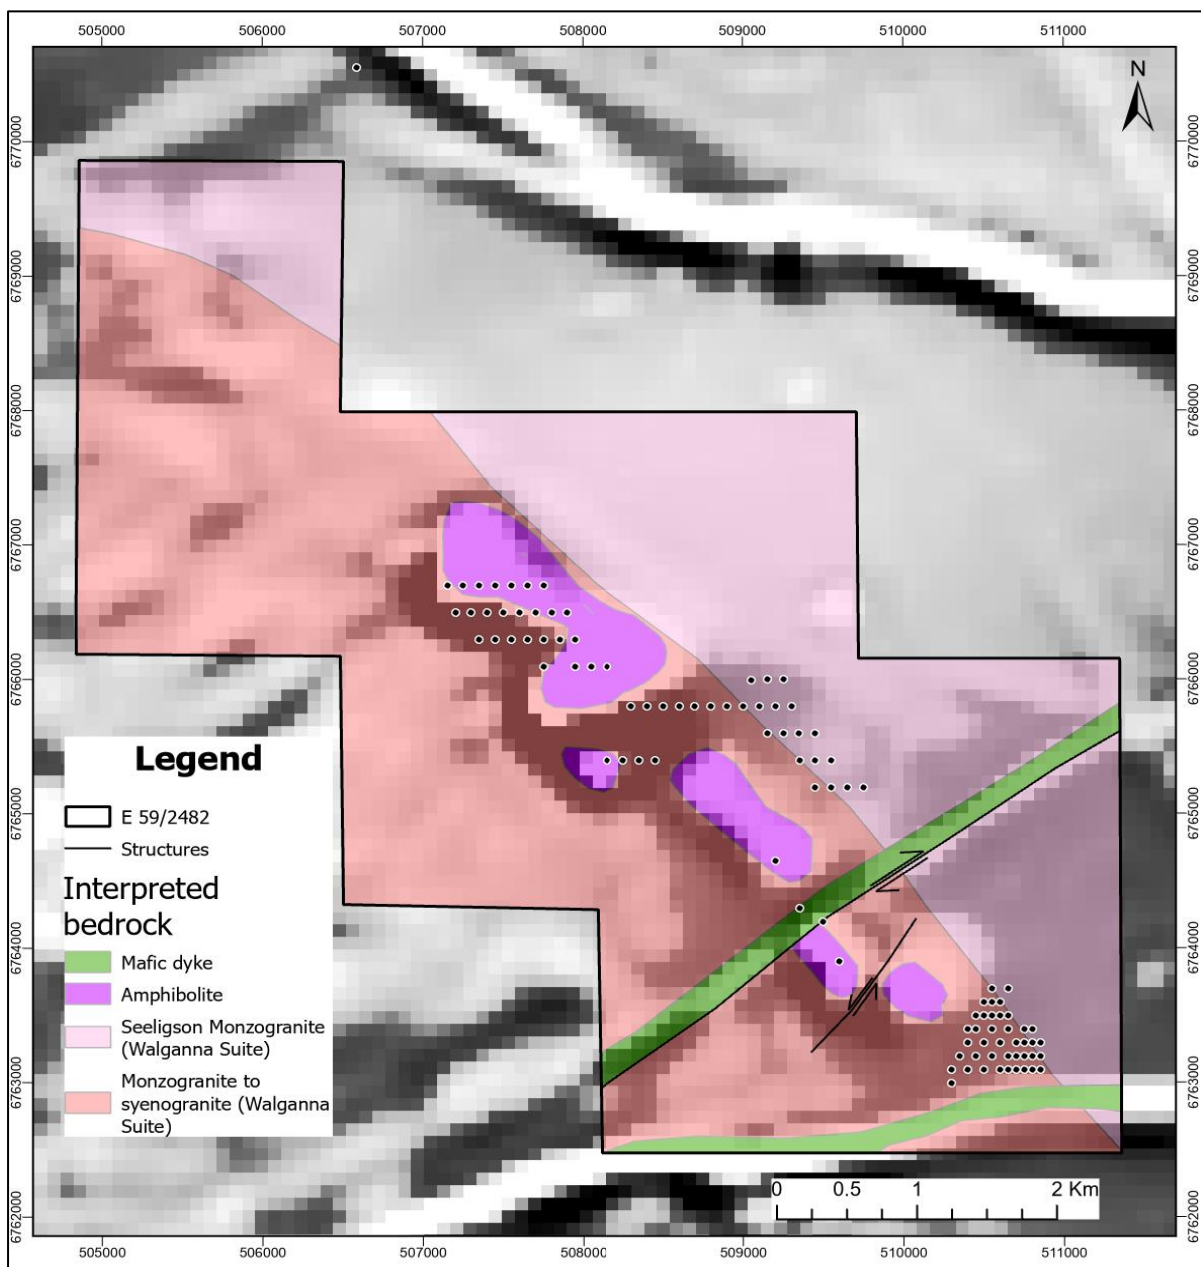 505000 506000 507000 508000 509000 510000 511000
N
6770000
6769000
6768000
6767000
6766000
6765000
6764000
6763000
6762000
6770000
6769000
6768000
6767000
6766000
6765000
6764000
6763000
6762000
Legend
E 59/2482
Structures
Interpreted
bedrock
Mafic dyke
Amphibolite
Seeligson Monzogranite
(Walganna Suite)
Monzogranite to
syenogranite (Walganna
Suite)
0 0.5 1 2 Km
505000 506000 507000 508000 509000 510000 511000